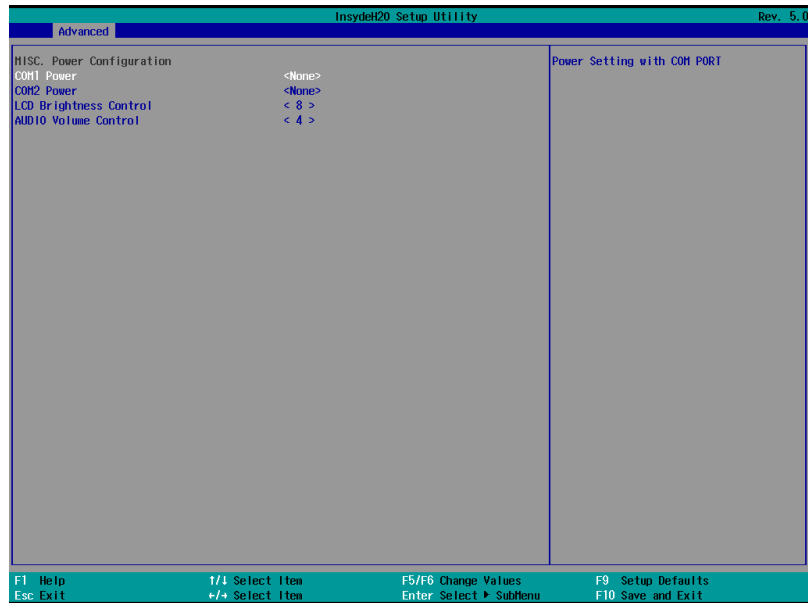 InsydeH20 Setup Utility Rev. 5.0
Advanced
MISC. Power Configuration
COM1 Power <None>
COM2 Power <None>
LCD Brightness Control < 8 >
AUDIO Volume Control < 4 >
Power Setting with COM PORT
F1 Help ↑/↓ Select Item F5/F6 Change Values F9 Setup Defaults
Esc Exit ←/→ Select Item Enter Select ▶ SubMenu F10 Save and Exit